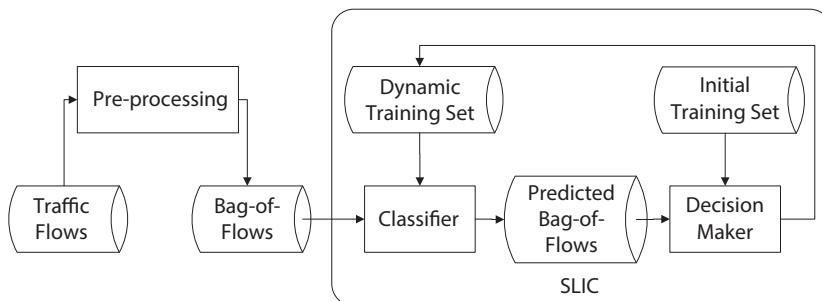 Pre-processing
Dynamic
Training Set
Initial
Training Set
Traffic
Flows
Bag-of-
Flows
Classifier
Predicted
Bag-of-
Flows
Decision
Maker
SLIC